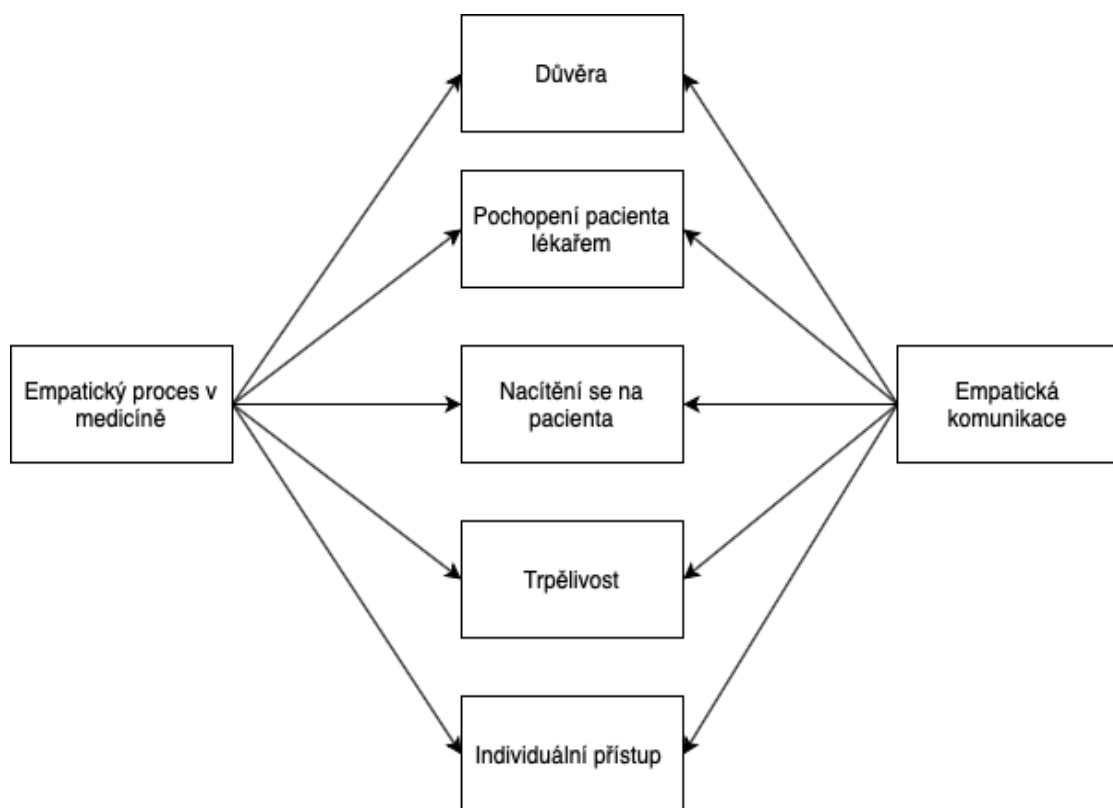 Důvěra
Pochopení pacienta
lékařem
Empatický proces v
medicíně
Nacítění se na
pacienta
Empatická
komunikace
Trpělivost
Individuální přístup